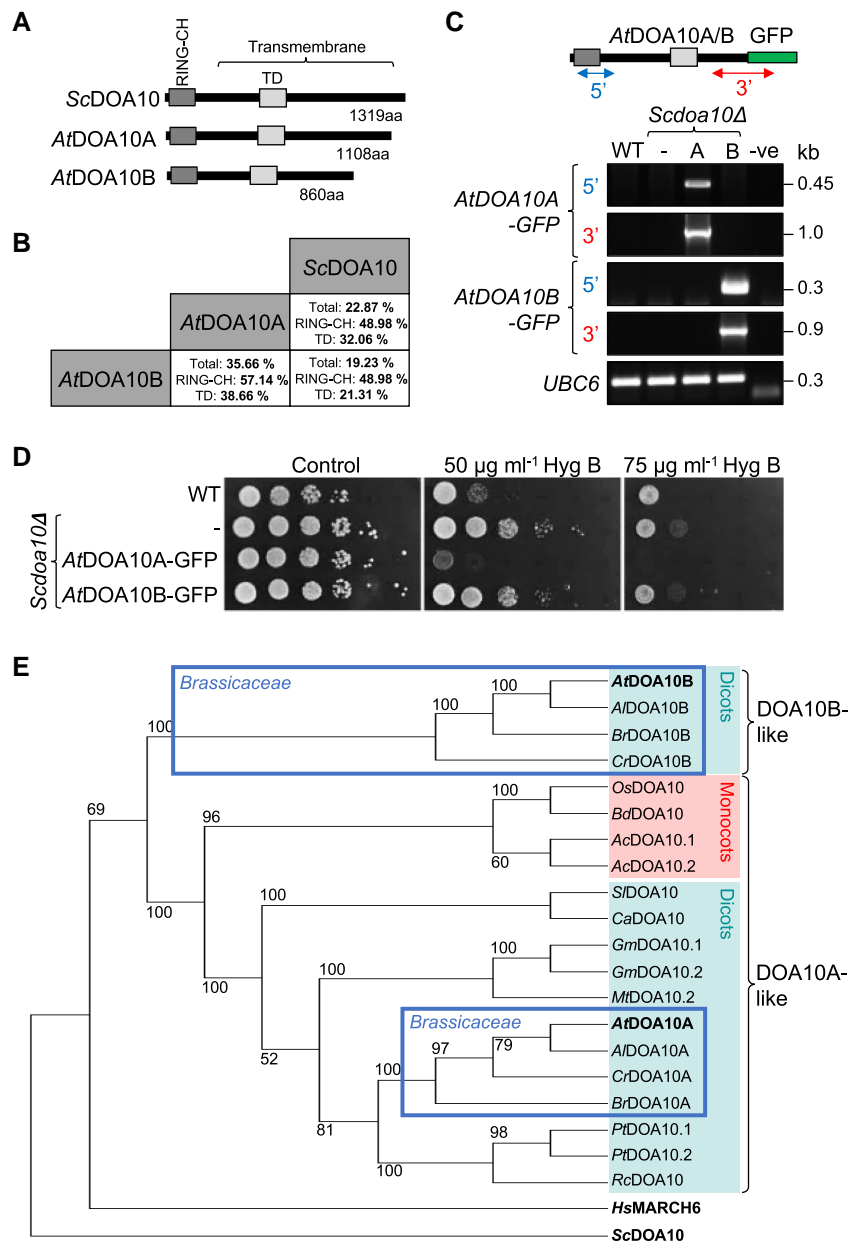 A
RING-CH
Transmembrane
TD
ScDOA10
1319aa
AtDOA10A
1108aa
AtDOA10B
860aa
B
ScDOA10
AtDOA10A
Total: 22.87 %
RING-CH: 48.98 %
TD: 32.06 %
AtDOA10B
Total: 35.66 %
RING-CH: 57.14 %
TD: 38.66 %
Total: 19.23 %
RING-CH: 48.98 %
TD: 21.31 %
C
AtDOA10A/B
GFP
5'
3'
Scdoa10Δ
WT - A B -ve kb
AtDOA10A
-GFP
5'
0.45
3'
1.0
AtDOA10B
-GFP
5'
0.3
3'
0.9
UBC6
0.3
D
Control
50 µg ml-1 Hyg B
75 µg ml-1 Hyg B
Scdoa10Δ
WT
-
AtDOA10A-GFP
AtDOA10B-GFP
E
Brassicaceae
100
100
100
100
69
96
100
100
60
100
100
100
52
Brassicaceae
97
79
100
81
98
100
AtDOA10B
AlDOA10B
BrDOA10B
CrDOA10B
Dicots
DOA10B-
like
OsDOA10
BdDOA10
AcDOA10.1
AcDOA10.2
Monocots
SlDOA10
CaDOA10
GmDOA10.1
GmDOA10.2
MtDOA10.2
AtDOA10A
AlDOA10A
CrDOA10A
BrDOA10A
PtDOA10.1
PtDOA10.2
RcDOA10
Dicots
DOA10A-
like
HsMARCH6
ScDOA10